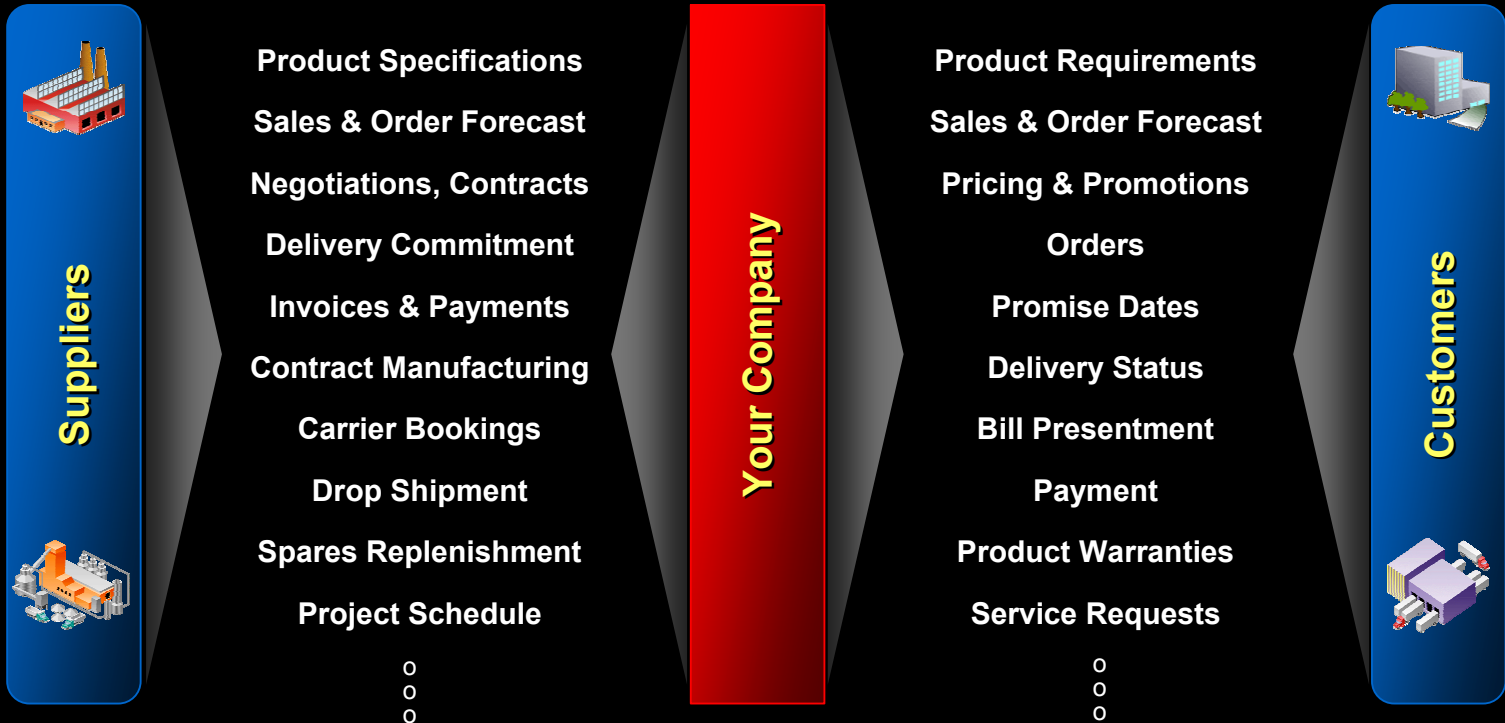 Suppliers
Product Specifications
Sales & Order Forecast
Negotiations, Contracts
Delivery Commitment
Invoices & Payments
Contract Manufacturing
Carrier Bookings
Drop Shipment
Spares Replenishment
Project Schedule
o
o
o
Your Company
Product Requirements
Sales & Order Forecast
Pricing & Promotions
Orders
Promise Dates
Delivery Status
Bill Presentment
Payment
Product Warranties
Service Requests
o
o
o
Customers